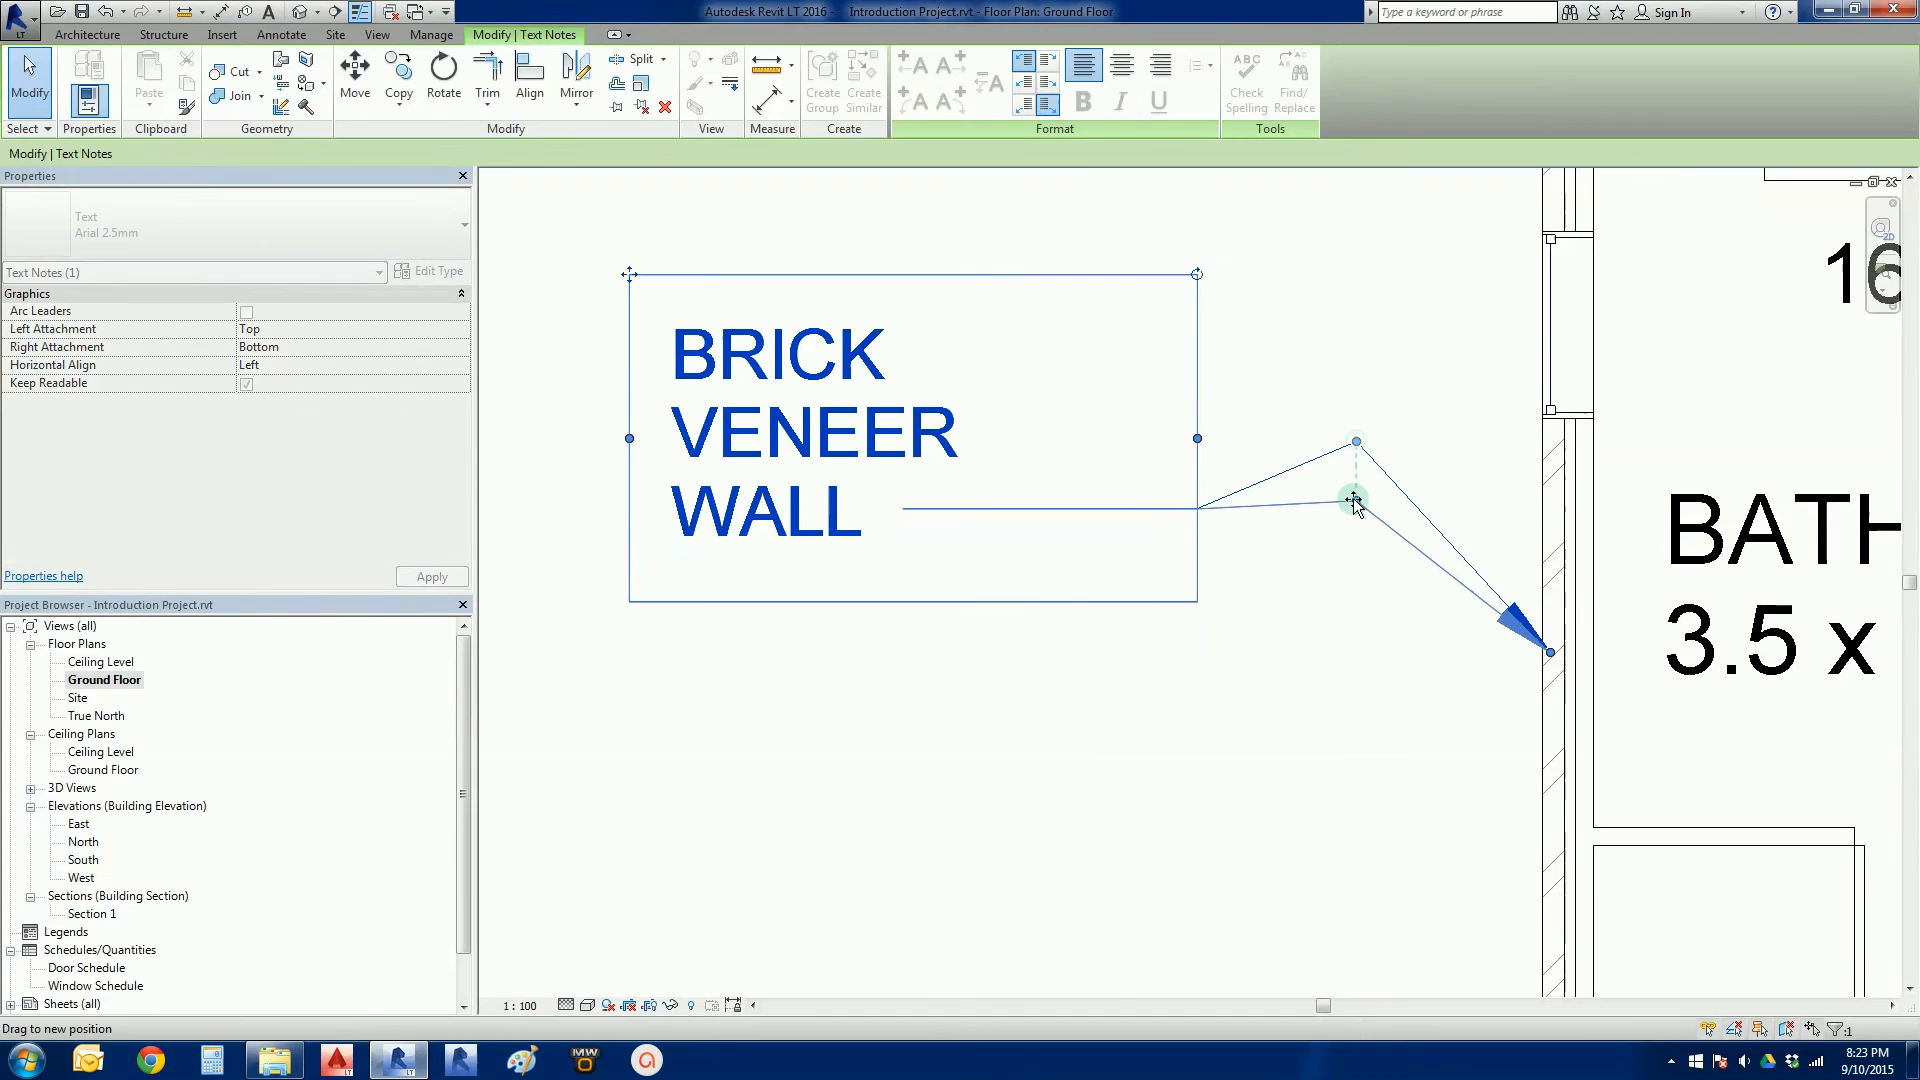 Autodesk Revit LT 2016 -    Introduction Project.rvt - Floor Plan: Ground Floor
Type a keyword or phrase
Sign In
LT
Architecture
Structure
Insert
Annotate
Site
View
Manage
Modify | Text Notes
Modify
Paste
Cut
Join
Move
Copy
Rotate
Trim
Align
Mirror
Split
Create Group
Create Similar
B I U
ABC
Check Spelling
Find/ Replace
Select
Properties
Clipboard
Geometry
Modify
View
Measure
Create
Format
Tools
Modify | Text Notes
Properties
Text
Arial 2.5mm
Text Notes (1)
Edit Type
Graphics
Arc Leaders
Left Attachment Top
Right Attachment Bottom
Horizontal Align Left
Keep Readable
Properties help
Apply
Project Browser - Introduction Project.rvt
Views (all)
Floor Plans
Ceiling Level
Ground Floor
Site
True North
Ceiling Plans
Ceiling Level
Ground Floor
3D Views
Elevations (Building Elevation)
East
North
South
West
Sections (Building Section)
Section 1
Legends
Schedules/Quantities
Door Schedule
Window Schedule
Sheets (all)
BRICK
VENEER
WALL
16
2D
BATH
3.5 x
1 : 100
Drag to new position
:1
LT
LT
MW
8:23 PM
9/10/2015